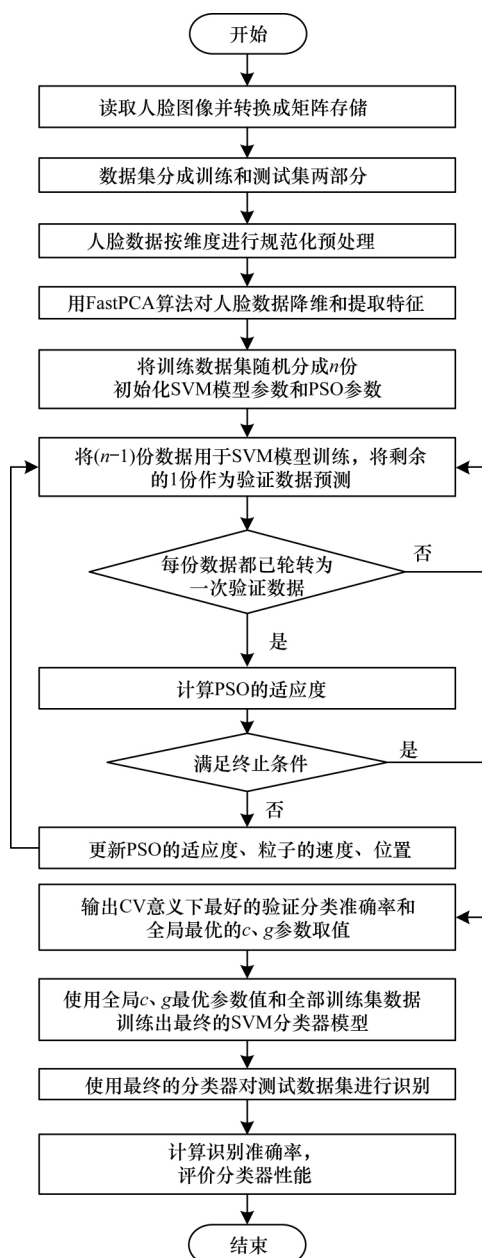 开始
读取人脸图像并转换成矩阵存储
数据集分成训练和测试集两部分
人脸数据按维度进行规范化预处理
用FastPCA算法对人脸数据降维和提取特征
将训练数据集随机分成n份
初始化SVM模型参数和PSO参数
将(n−1)份数据用于SVM模型训练，将剩余
的1份作为验证数据预测
每份数据都已轮转为
一次验证数据
否
是
计算PSO的适应度
满足终止条件
是
否
更新PSO的适应度、粒子的速度、位置
输出CV意义下最好的验证分类准确率和
全局最优的c、g参数取值
使用全局c、g最优参数值和全部训练集数据
训练出最终的SVM分类器模型
使用最终的分类器对测试数据集进行识别
计算识别准确率，
评价分类器性能
结束